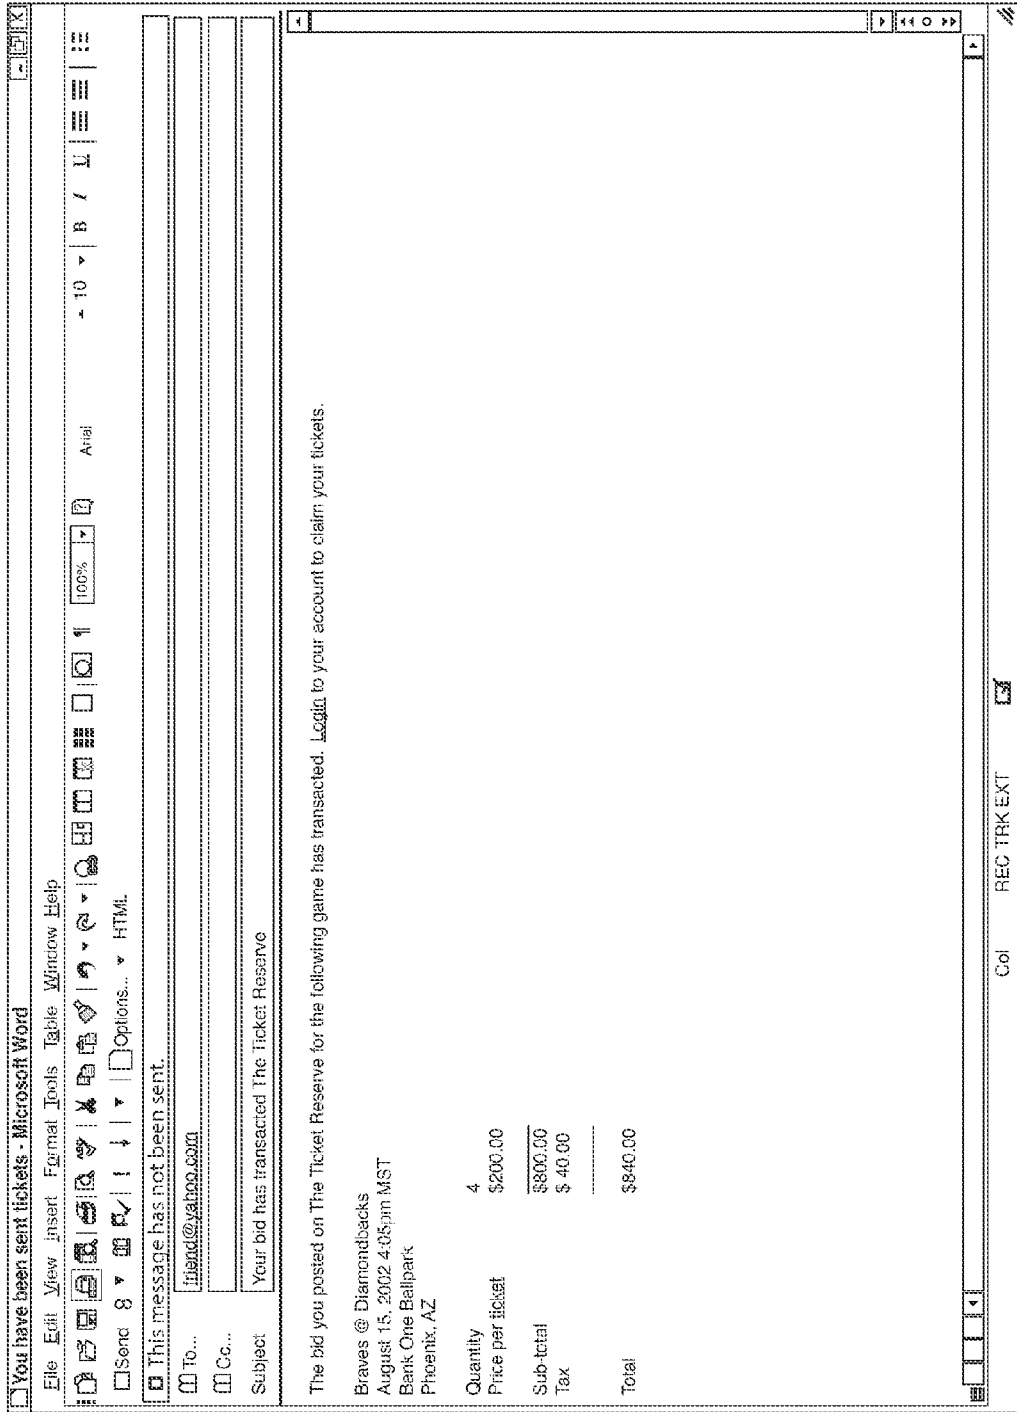 You have been sent tickets - Microsoft Word
File Edit View Insert Format Tools Table Window Help
100% Arial 10 B I U
Send 8 Options... HTML
This message has not been sent.
To... friend@yahoo.com
Cc...
Subject Your bid has transacted The Ticket Reserve
The bid you posted on The Ticket Reserve for the following game has transacted. Login to your account to claim your tickets.
Braves @ Diamondbacks
August 15, 2002 4:05pm MST
Bank One Ballpark
Phoenix, AZ
Quantity 4
Price per ticket $200.00
Sub-total $800.00
Tax $ 40.00
Total $840.00
Col REC TRK EXT